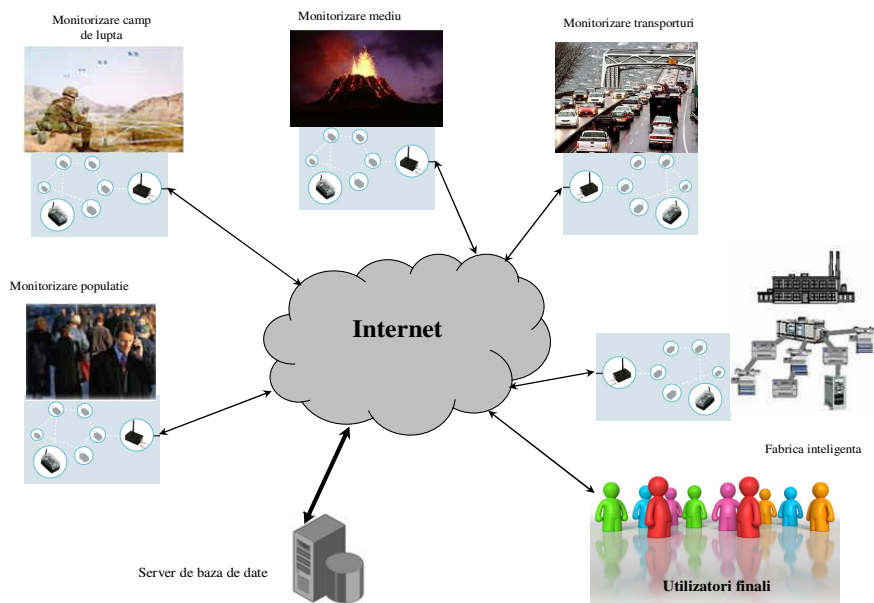 Monitorizare camp
de lupta
Monitorizare mediu
Monitorizare transporturi
Monitorizare populatie
Internet
Fabrica inteligenta
Server de baza de date
Utilizatori finali